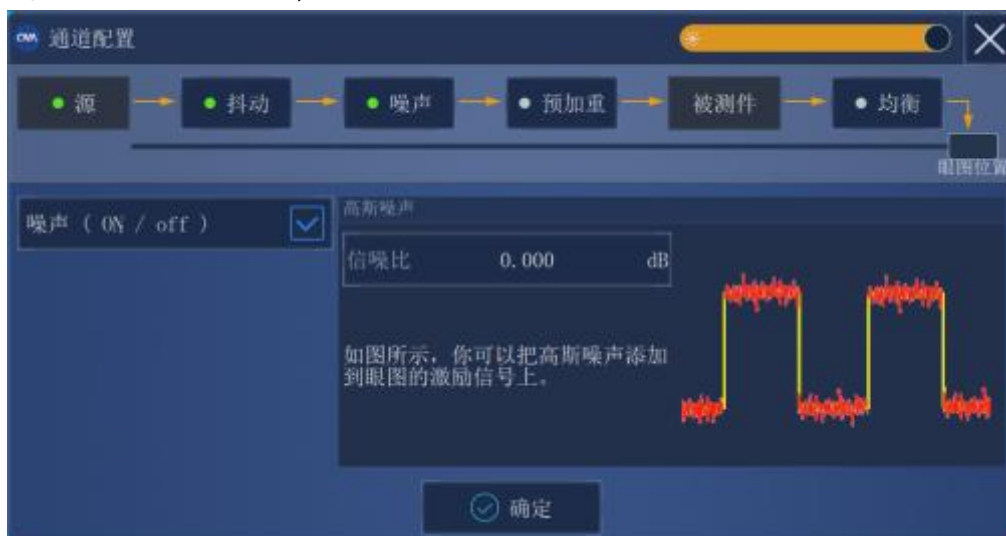 通道配置
源
抖动
噪声
预加重
被测件
均衡
眼图位置
噪声 ( ON / off )
高斯噪声
信噪比 0.000 dB
如图所示，你可以把高斯噪声添加
到眼图的激励信号上。
确定